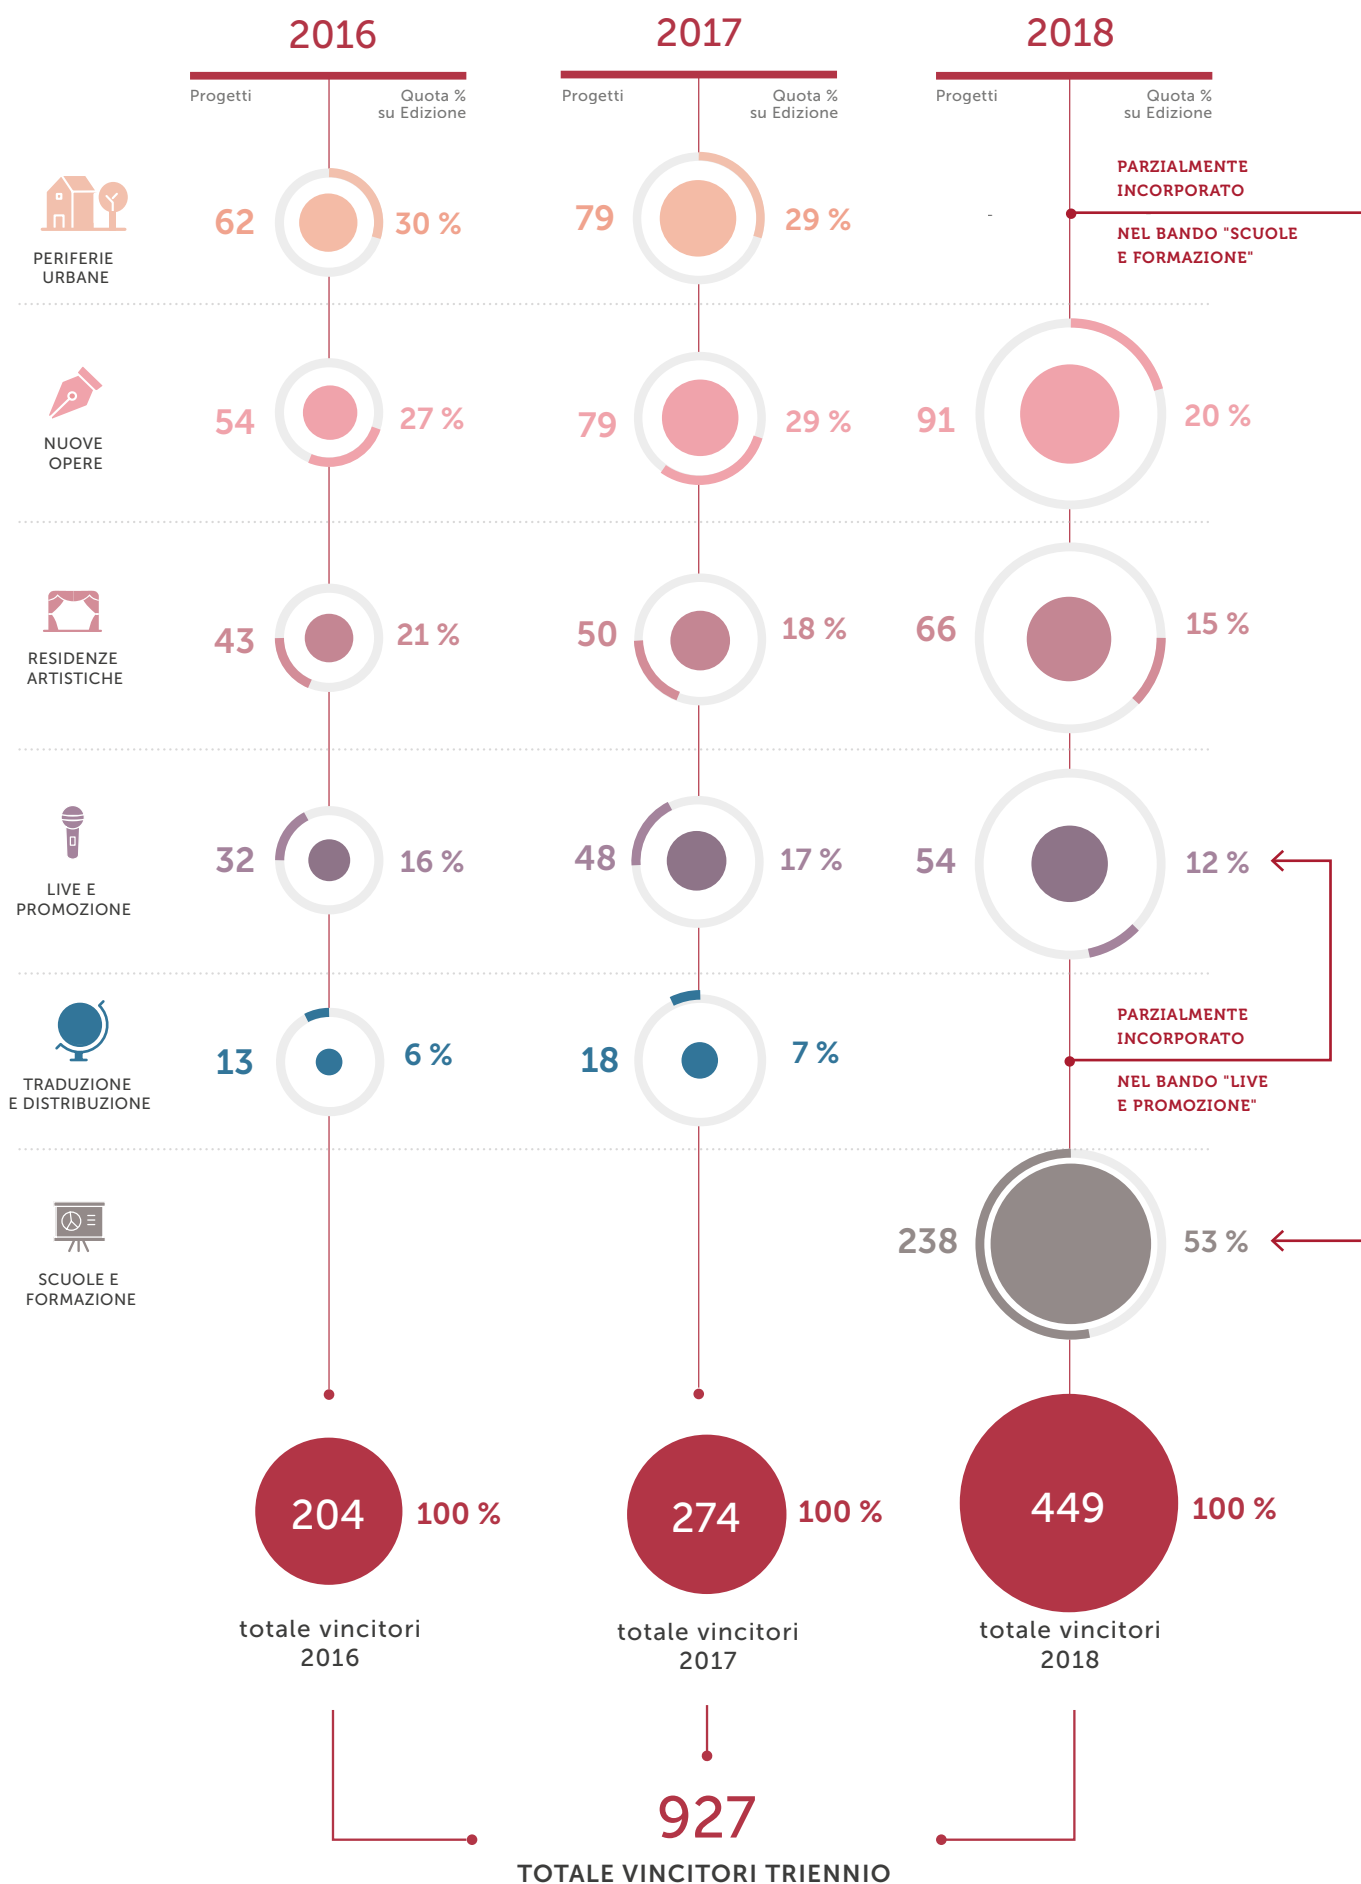 2016
2017
2018
Progetti
Quota %
su Edizione
Progetti
Quota %
su Edizione
Progetti
Quota %
su Edizione
PERIFERIE
URBANE
62
30 %
79
29 %
-
PARZIALMENTE
INCORPORATO
NEL BANDO "SCUOLE
E FORMAZIONE"
NUOVE
OPERE
54
27 %
79
29 %
91
20 %
RESIDENZE
ARTISTICHE
43
21 %
50
18 %
66
15 %
LIVE E
PROMOZIONE
32
16 %
48
17 %
54
12 %
TRADUZIONE
E DISTRIBUZIONE
13
6 %
18
7 %
PARZIALMENTE
INCORPORATO
NEL BANDO "LIVE
E PROMOZIONE"
SCUOLE E
FORMAZIONE
238
53 %
204
100 %
274
100 %
449
100 %
totale vincitori
2016
totale vincitori
2017
totale vincitori
2018
927
TOTALE VINCITORI TRIENNIO